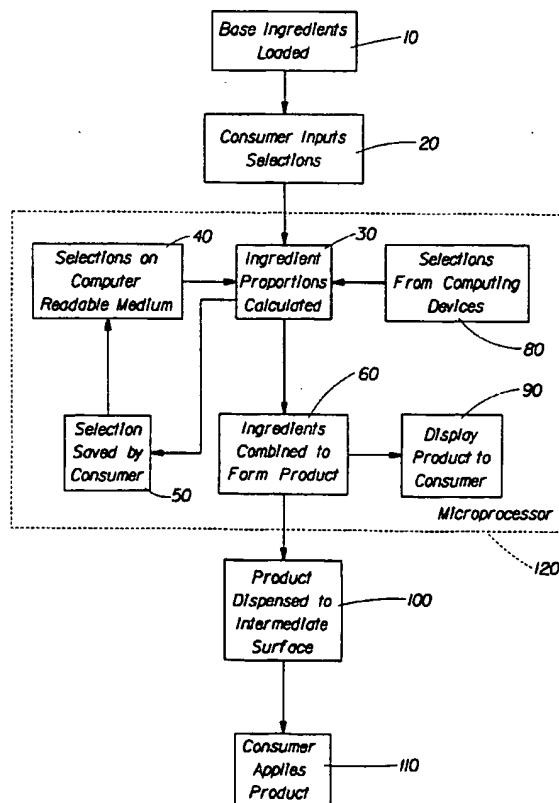 Base Ingredients
Loaded
10
Consumer Inputs
Selections
20
40
Selections on
Computer
Readable Medium
30
Ingredient
Proportions
Calculated
Selections
From Computing
Devices
80
60
90
Selection
Saved by
Consumer
50
Ingredients
Combined to
Form Product
Display
Product to
Consumer
Microprocessor
120
Product
Dispensed to
Intermediate
Surface
100
Consumer
Applies
Product
110